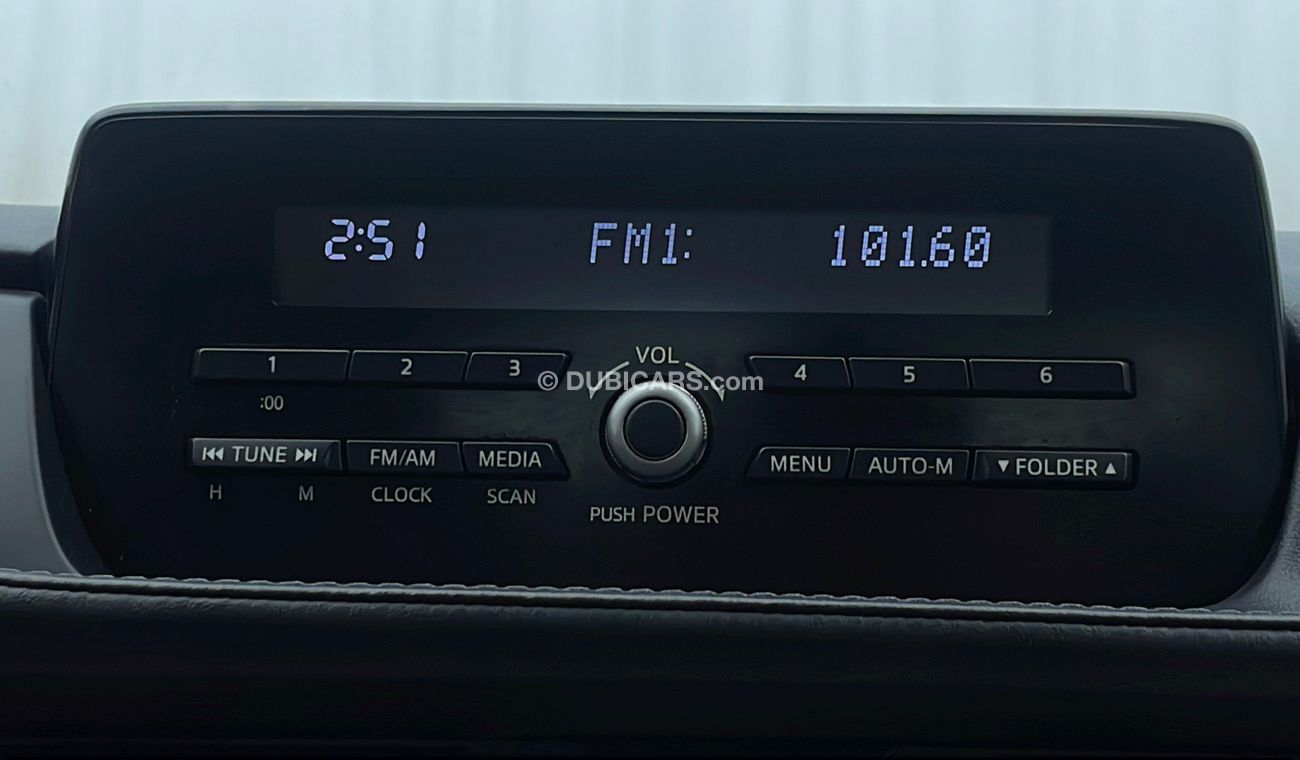 2:51 FM1: 101.60
VOL
1 2 3 4 5 6
© DUBICARS.com
:00
⏮ TUNE ⏭ FM/AM MEDIA MENU AUTO-M ▼ FOLDER ▲
H M CLOCK SCAN
PUSH POWER